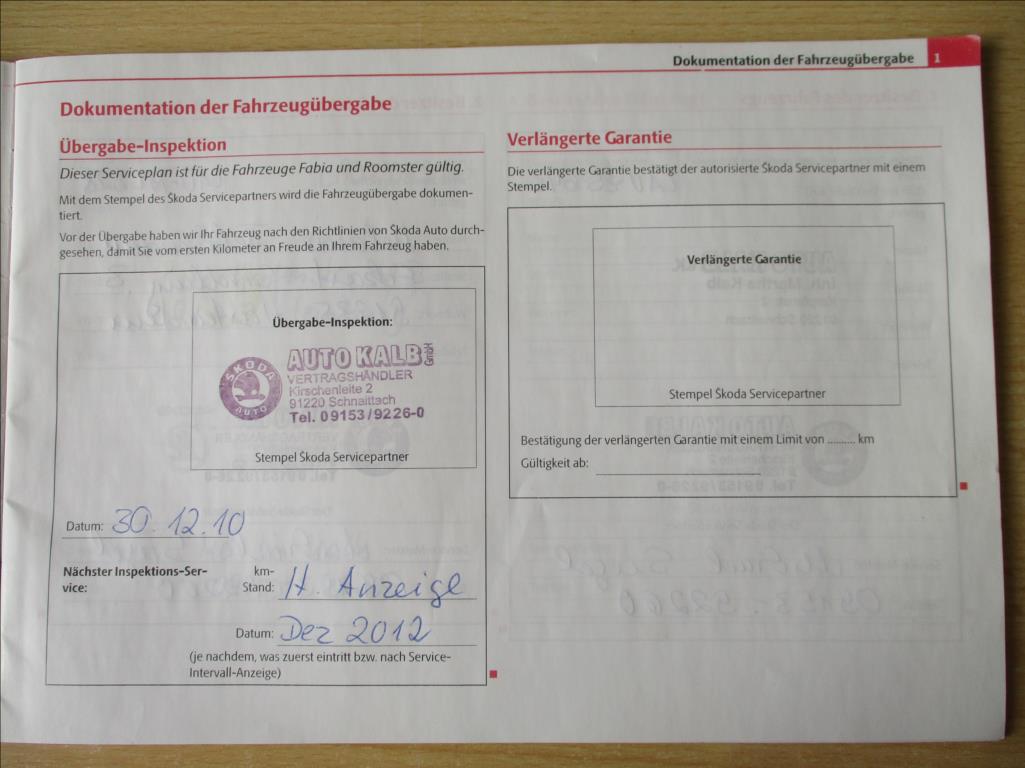 Dokumentation der Fahrzeugübergabe 1
Dokumentation der Fahrzeugübergabe
Übergabe-Inspektion
Dieser Serviceplan ist für die Fahrzeuge Fabia und Roomster gültig.
Mit dem Stempel des Škoda Servicepartners wird die Fahrzeugübergabe dokumen-
tiert.
Vor der Übergabe haben wir Ihr Fahrzeug nach den Richtlinien von Škoda Auto durch-
gesehen, damit Sie vom ersten Kilometer an Freude an Ihrem Fahrzeug haben.
Übergabe-Inspektion:
ŠKODA
AUTO
AUTO KALB GmbH
VERTRAGSHÄNDLER
Kirschenleite 2
91220 Schnaittach
Tel. 09153/9226-0
Stempel Škoda Servicepartner
Datum: 30.12.10
Nächster Inspektions-Ser-
vice:
km-
Stand: H. Anzeige
Datum: Dez 2012
(je nachdem, was zuerst eintritt bzw. nach Service-
Intervall-Anzeige)
Verlängerte Garantie
Die verlängerte Garantie bestätigt der autorisierte Škoda Servicepartner mit einem
Stempel.
Verlängerte Garantie
Stempel Škoda Servicepartner
Bestätigung der verlängerten Garantie mit einem Limit von .......... km
Gültigkeit ab: